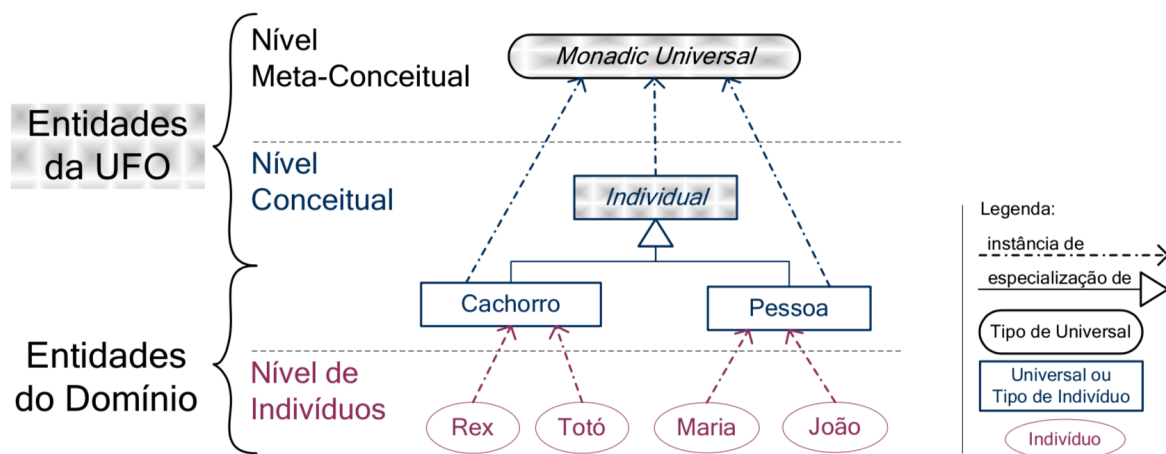 Nível
Meta-Conceitual
Monadic Universal
Entidades
da UFO
Nível
Conceitual
Individual
Legenda:
instância de
especialização de
Cachorro
Pessoa
Tipo de Universal
Entidades
do Domínio
Nível de
Indivíduos
Universal ou
Tipo de Indivíduo
Rex
Totó
Maria
João
Indivíduo